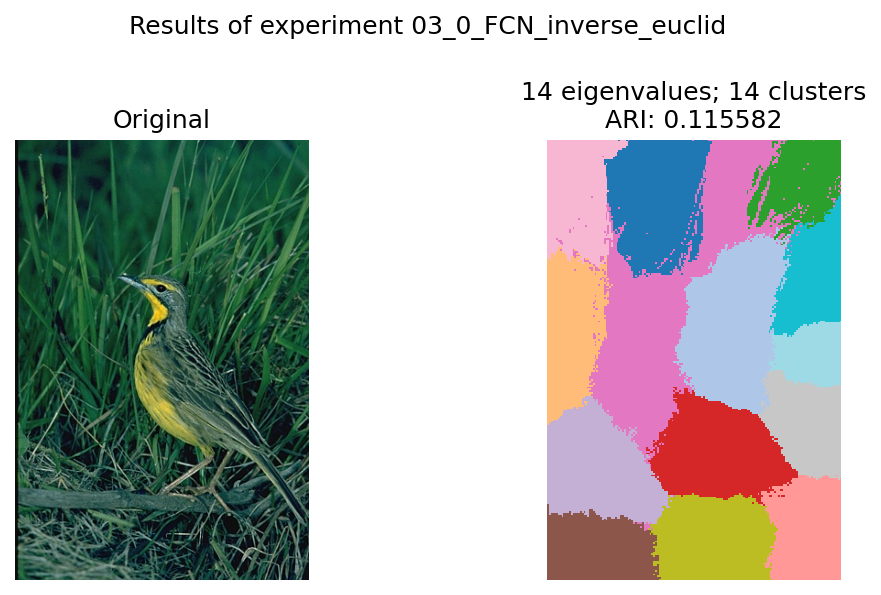 Results of experiment 03_0_FCN_inverse_euclid
Original
14 eigenvalues; 14 clusters
ARI: 0.115582